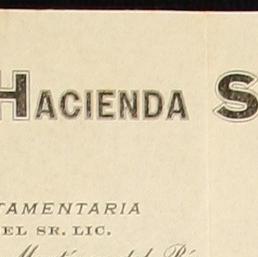 HACIENDA S
TAMENTARIA
EL SR. LIC.